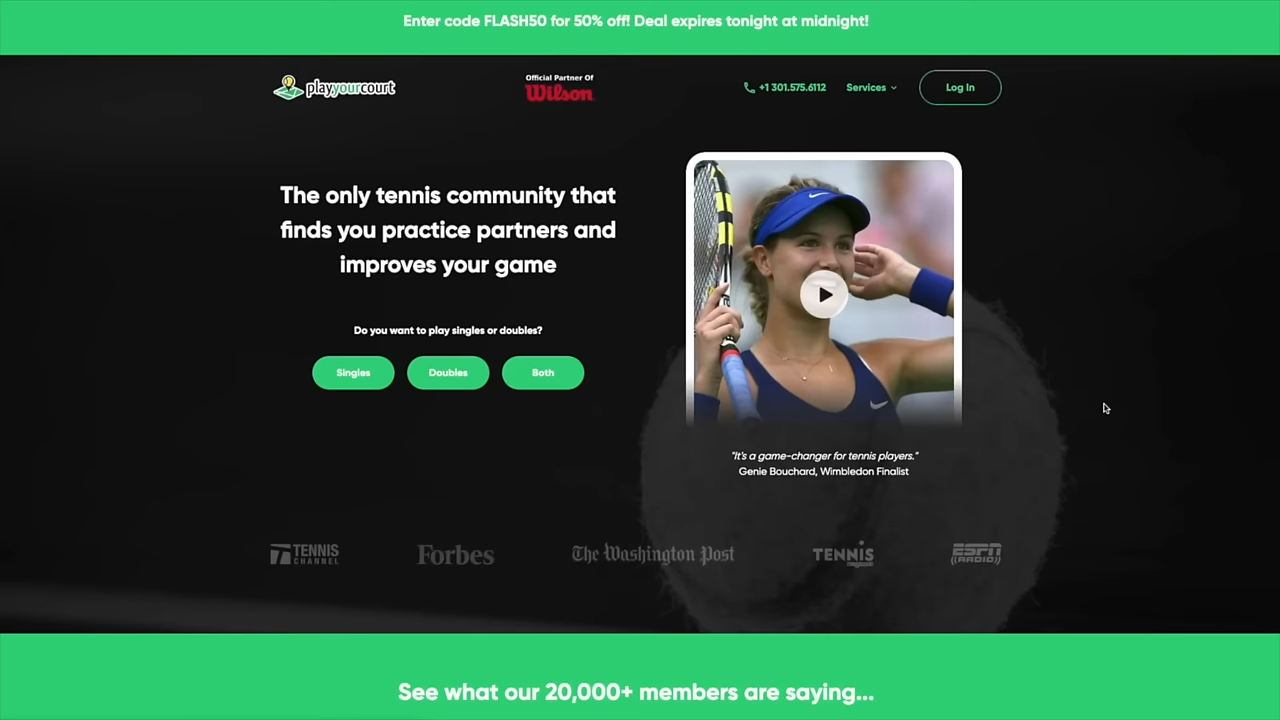 Enter code FLASH50 for 50% off! Deal expires tonight at midnight!
playyourcourt
Official Partner Of
Wilson
+1 301.575.6112
Services
Log In
The only tennis community that
finds you practice partners and
improves your game
Do you want to play singles or doubles?
Singles
Doubles
Both
"It's a game-changer for tennis players."
Genie Bouchard, Wimbledon Finalist
TENNIS
CHANNEL
Forbes
The Washington Post
TENNIS
ESPN
RADIO
See what our 20,000+ members are saying...